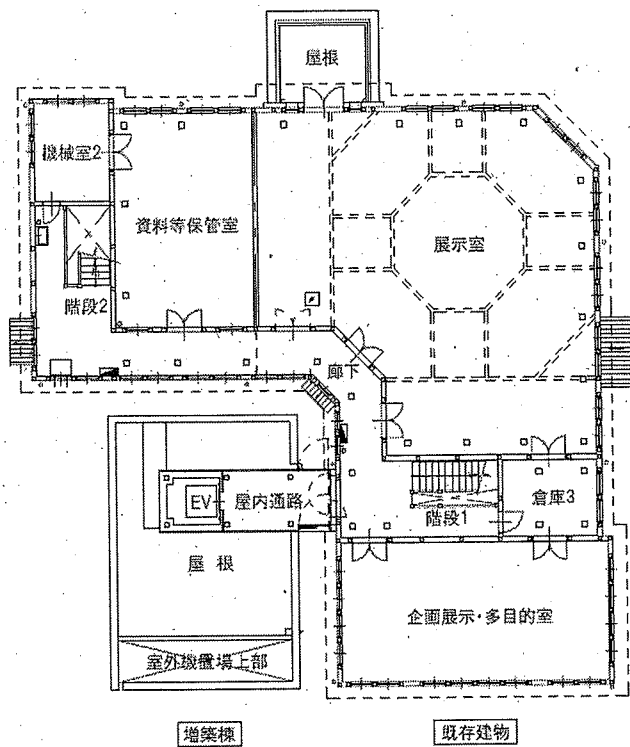 屋根
機械室2
資料等保管室
展示室
階段2
廊下
EV
屋内通路
階段1
倉庫3
屋 根
企画展示・多目的室
室外機置場上部
増築棟
既存建物